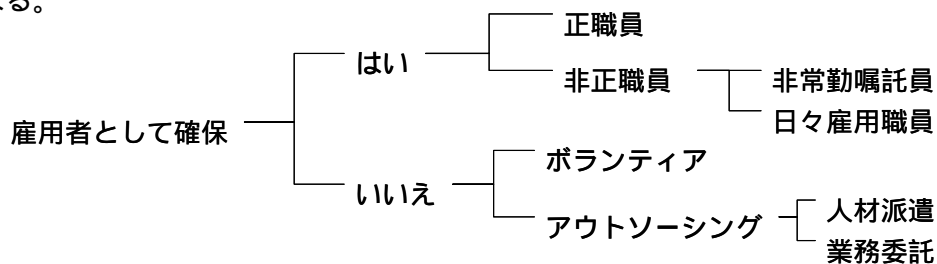 なる。
正職員
はい
非正職員
非常勤嘱託員
日々雇用職員
雇用者として確保
ボランティア
いいえ
アウトソーシング
人材派遣
業務委託